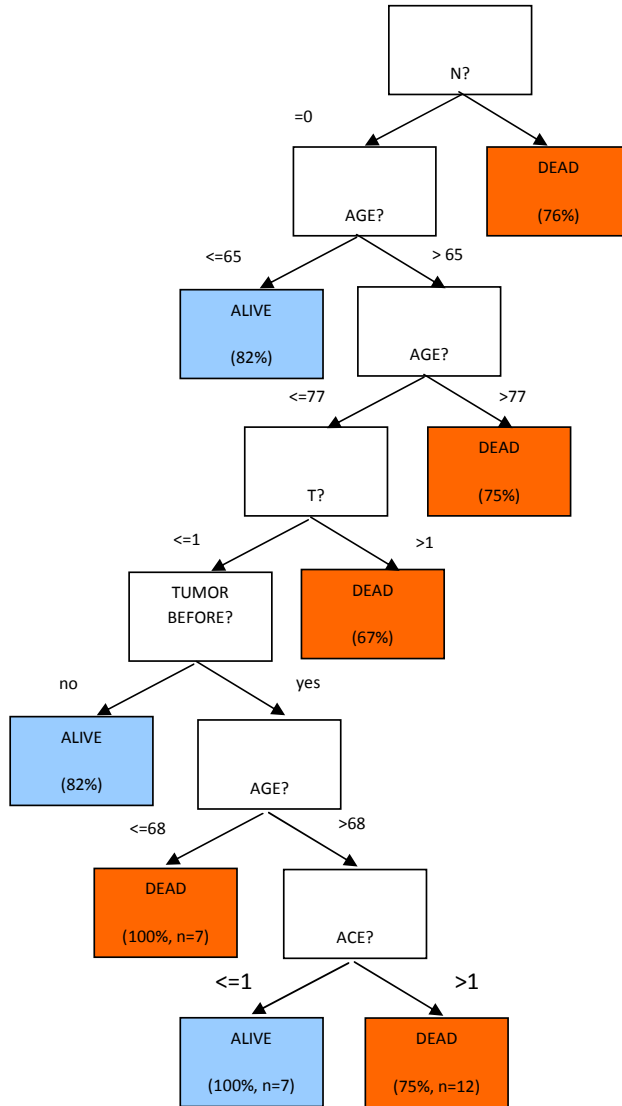 N?
=0
AGE?
DEAD
(76%)
<=65
> 65
ALIVE
(82%)
AGE?
<=77
>77
T?
DEAD
(75%)
<=1
>1
TUMOR
BEFORE?
DEAD
(67%)
no
yes
ALIVE
(82%)
AGE?
<=68
>68
DEAD
(100%, n=7)
ACE?
<=1
>1
ALIVE
(100%, n=7)
DEAD
(75%, n=12)